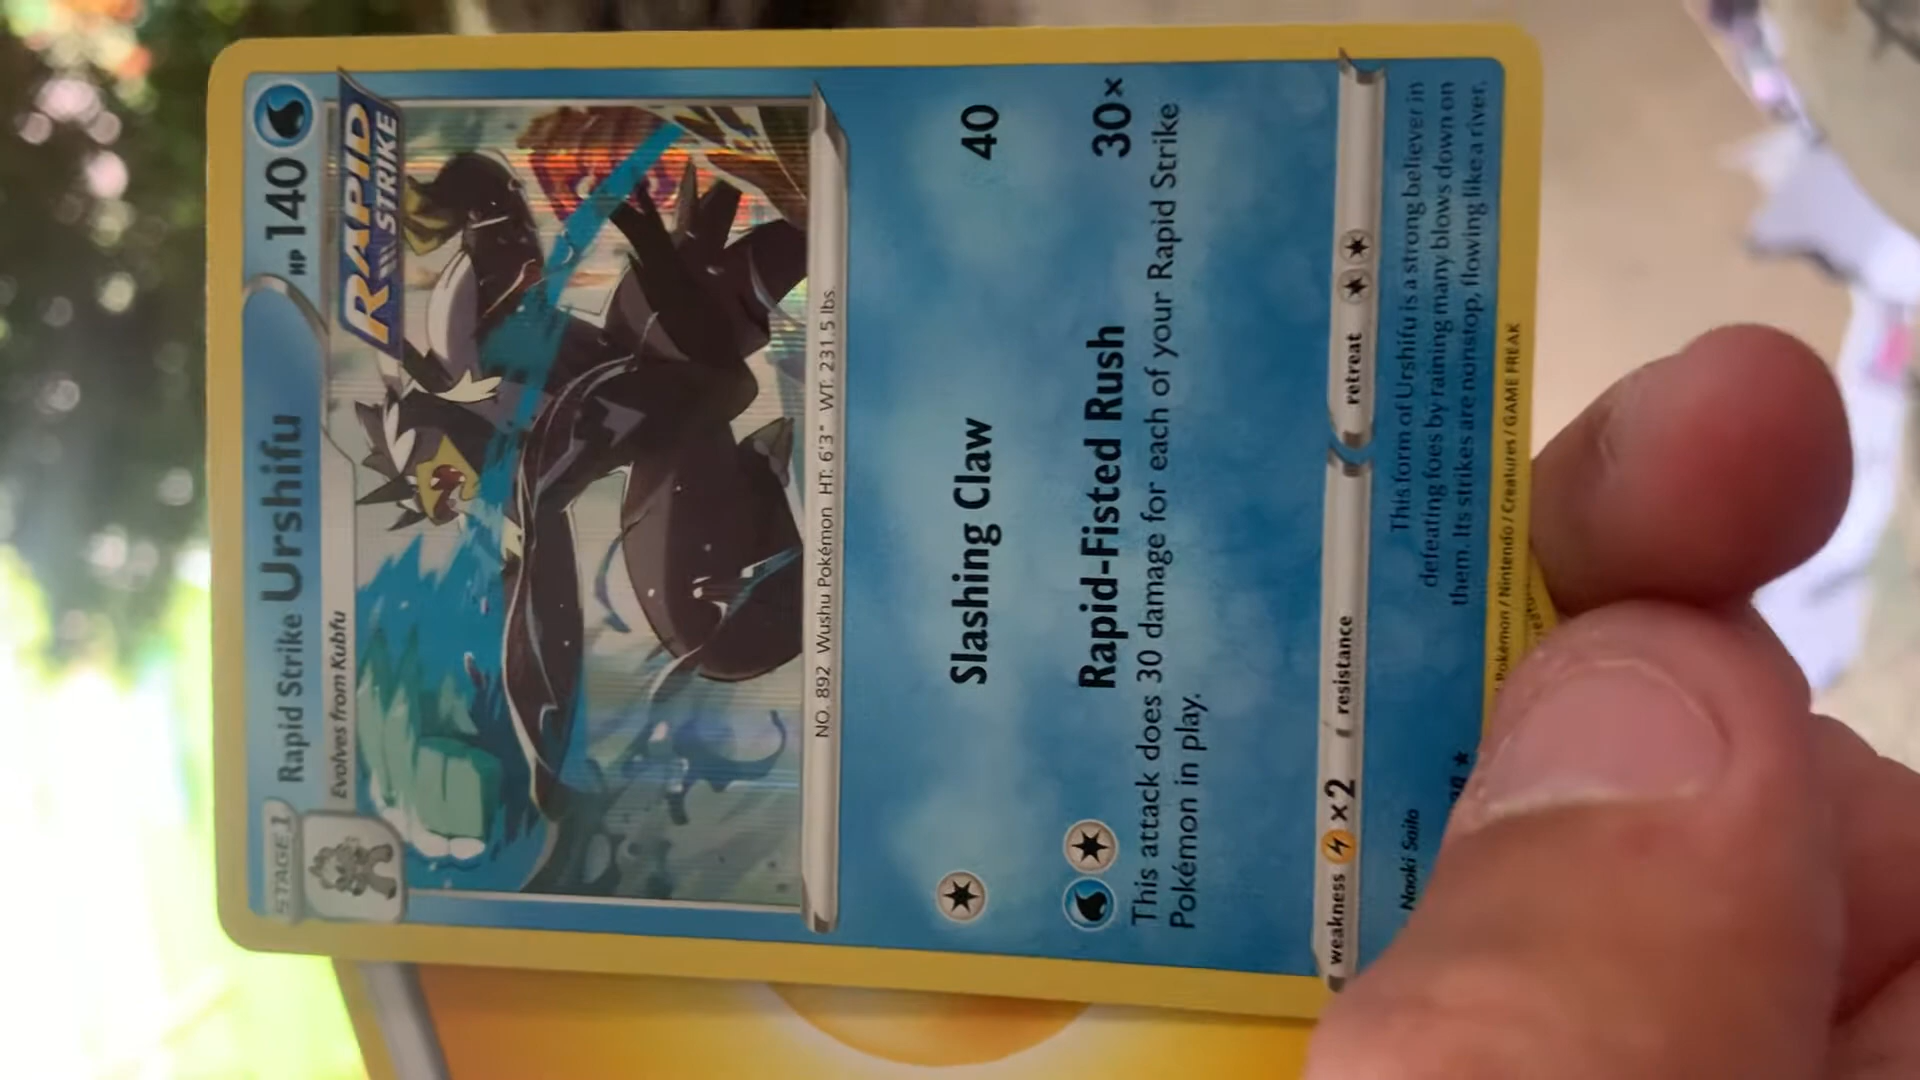 STAGE 1
Rapid Strike Urshifu
HP 140
Evolves from Kubfu
RAPID
STRIKE
NO. 892 Wushu Pokémon HT: 6'3" WT: 231.5 lbs.
Slashing Claw 40
Rapid-Fisted Rush 30×
This attack does 30 damage for each of your Rapid Strike
Pokémon in play.
weakness ×2 resistance retreat
Naoki Saito
This form of Urshifu is a strong believer in
defeating foes by raining many blows down on
them. Its strikes are nonstop, flowing like a river.
Pokémon / Nintendo / Creatures / GAME FREAK